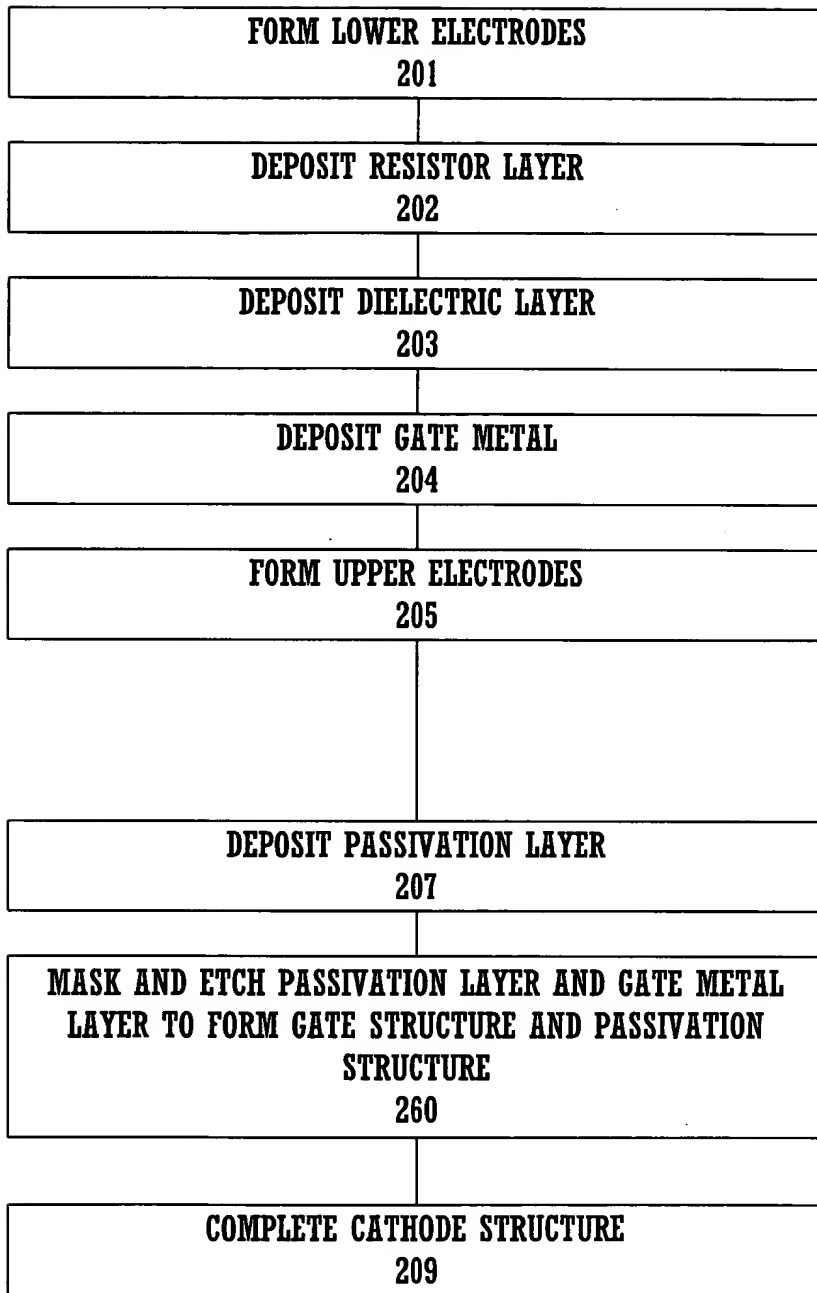 FORM LOWER ELECTRODES
201
DEPOSIT RESISTOR LAYER
202
DEPOSIT DIELECTRIC LAYER
203
DEPOSIT GATE METAL
204
FORM UPPER ELECTRODES
205
DEPOSIT PASSIVATION LAYER
207
MASK AND ETCH PASSIVATION LAYER AND GATE METAL
LAYER TO FORM GATE STRUCTURE AND PASSIVATION
STRUCTURE
260
COMPLETE CATHODE STRUCTURE
209